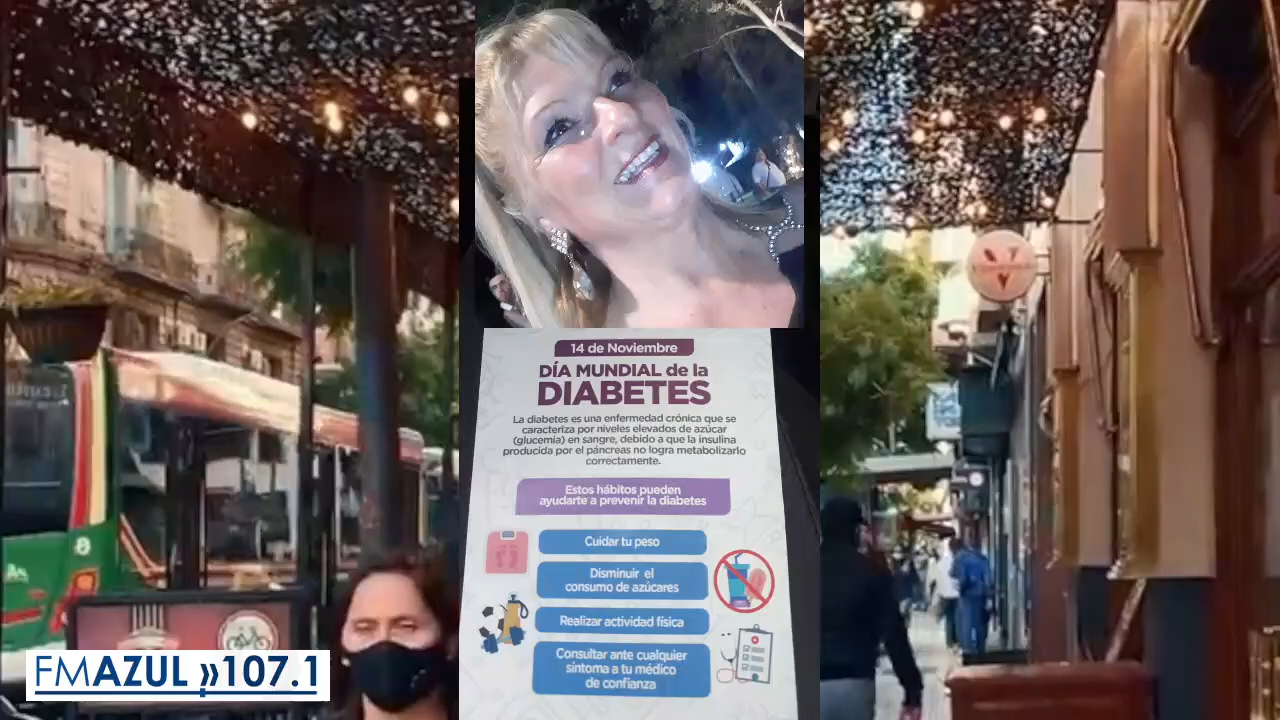 14 de Noviembre
DÍA MUNDIAL de la
DIABETES
La diabetes es una enfermedad crónica que se
caracteriza por niveles elevados de azúcar
(glucemia) en sangre, debido a que la insulina
producida por el páncreas no logra metabolizarlo
correctamente.
Estos hábitos pueden
ayudarte a prevenir la diabetes
Cuidar tu peso
Disminuir el
consumo de azúcares
Realizar actividad física
Consultar ante cualquier
síntoma a tu médico
de confianza
8
FMAZUL »107.1